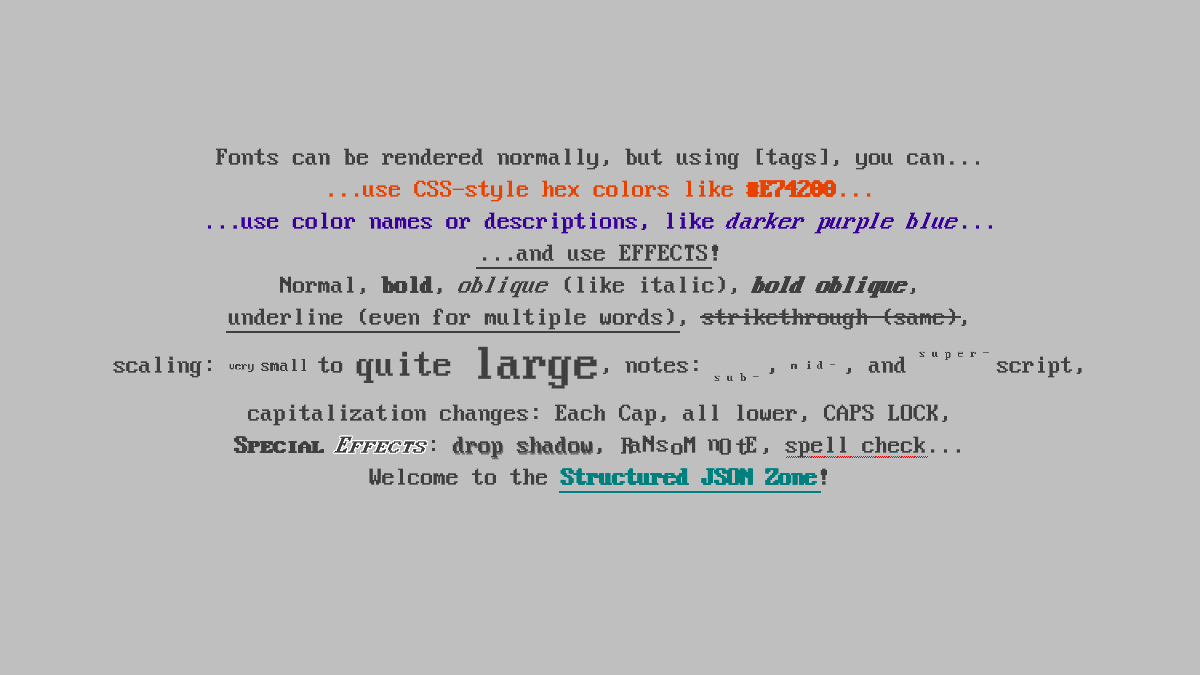 Fonts can be rendered normally, but using [tags], you can...
...use CSS-style hex colors like #E74200...
...use color names or descriptions, like darker purple blue...
...and use EFFECTS!
Normal, bold, oblique (like italic), bold oblique,
underline (even for multiple words), strikethrough (same),
scaling: very small to quite large, notes: sub-, mid-, and super-script,
capitalization changes: Each Cap, all lower, CAPS LOCK,
Special Effects: drop shadow, RaNsoM nOtE, spell check...
Welcome to the Structured JSON Zone!